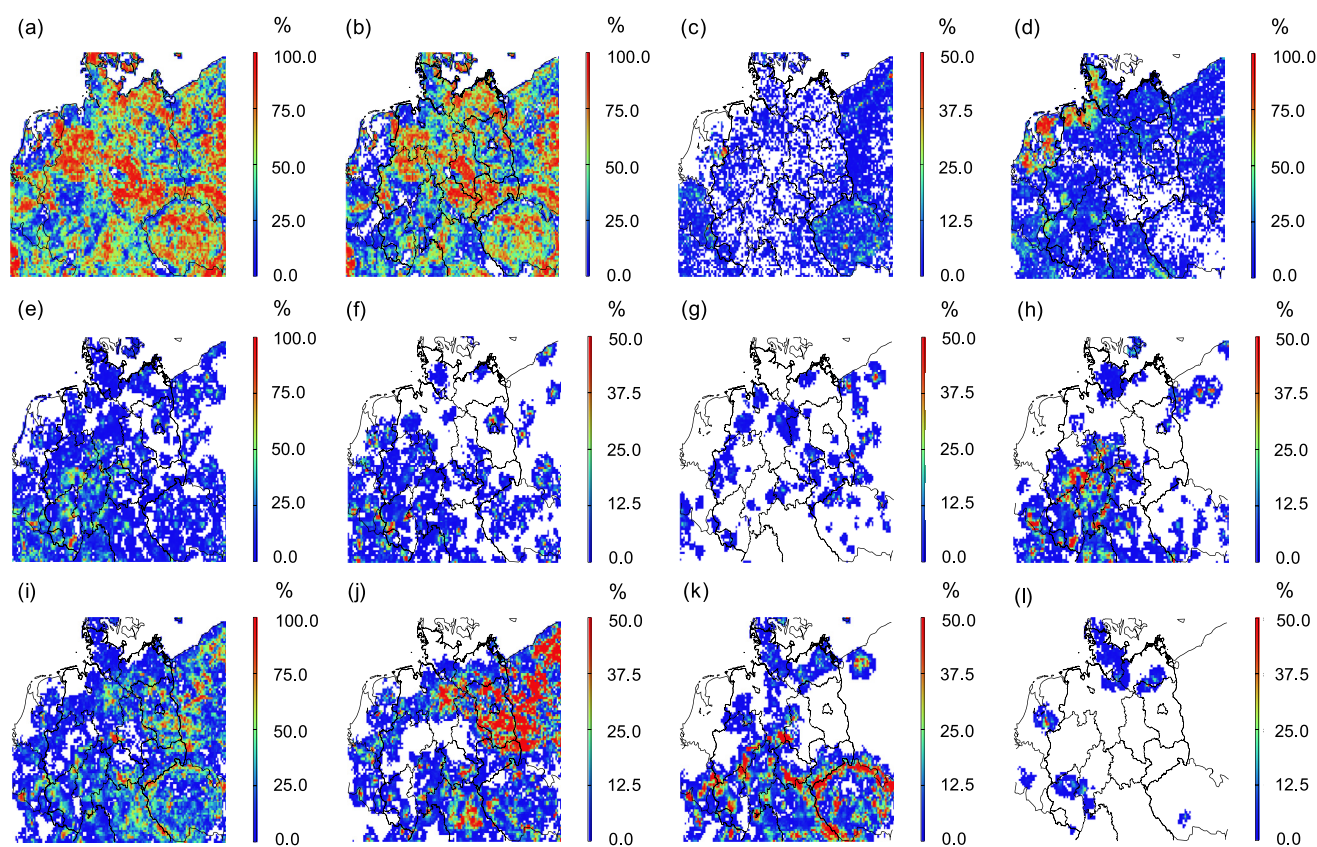 (a) % (b) % (c) % (d) %
100.0 100.0 50.0 100.0
75.0 75.0 37.5 75.0
50.0 50.0 25.0 50.0
25.0 25.0 12.5 25.0
0.0 0.0 0.0 0.0
(e) % (f) % (g) % (h) %
100.0 50.0 50.0 50.0
75.0 37.5 37.5 37.5
50.0 25.0 25.0 25.0
25.0 12.5 12.5 12.5
0.0 0.0 0.0 0.0
(i) % (j) % (k) % (l) %
100.0 50.0 50.0 50.0
75.0 37.5 37.5 37.5
50.0 25.0 25.0 25.0
25.0 12.5 12.5 12.5
0.0 0.0 0.0 0.0